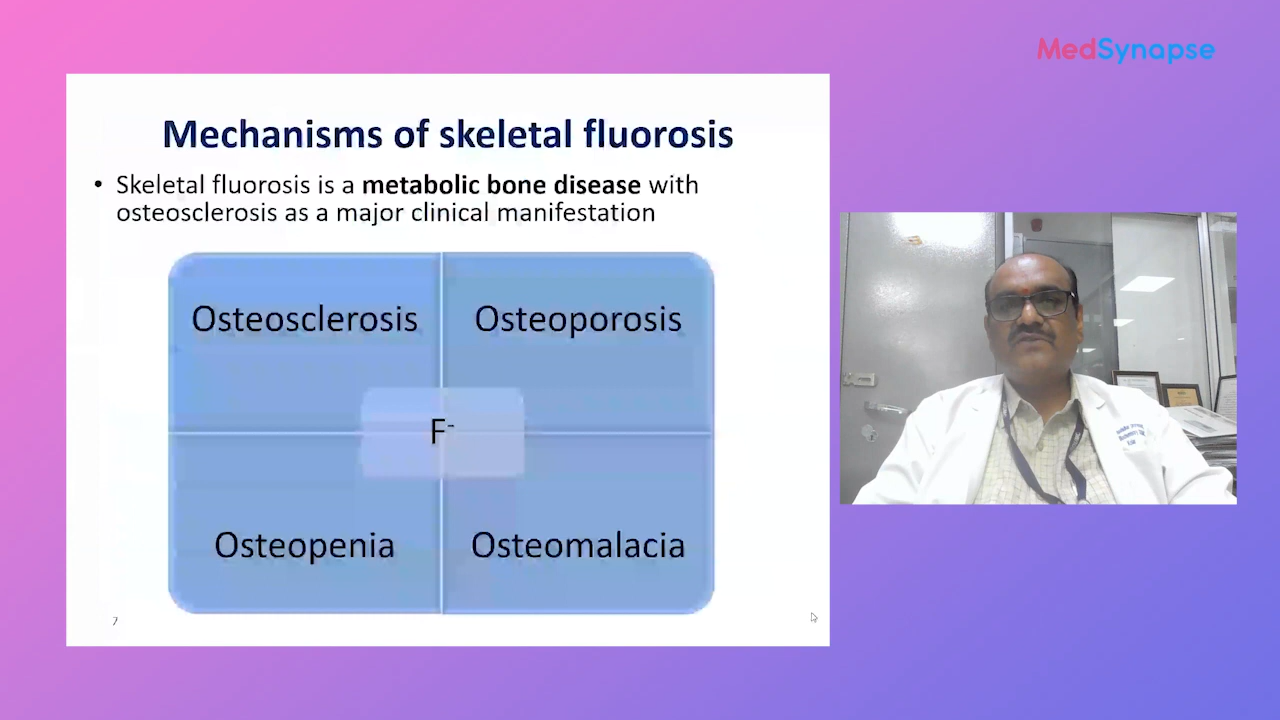 MedSynapse
Mechanisms of skeletal fluorosis
• Skeletal fluorosis is a metabolic bone disease with
osteosclerosis as a major clinical manifestation
Osteosclerosis
Osteoporosis
F-
Osteopenia
Osteomalacia
7